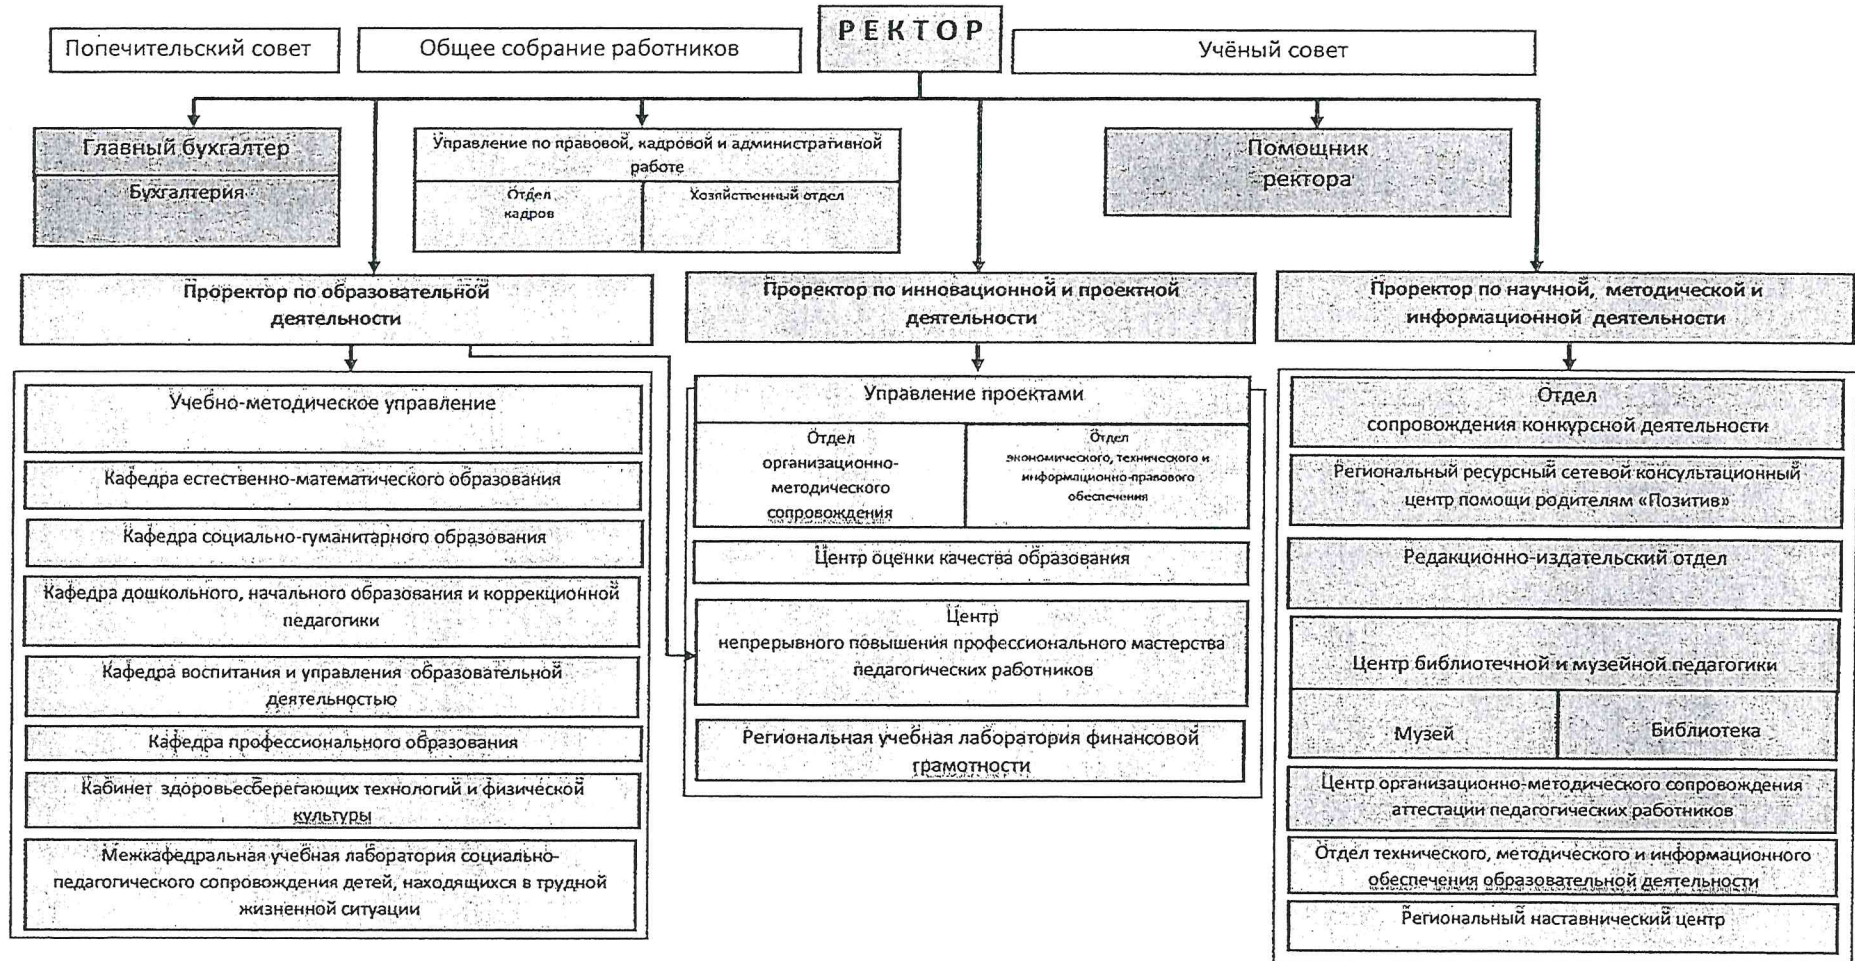 Попечительский совет
Общее собрание работников
РЕКТОР
Учёный совет
Главный бухгалтер
Бухгалтерия
Управление по правовой, кадровой и административной
работе
Отдел
кадров
Хозяйственный отдел
Помощник
ректора
Проректор по образовательной
деятельности
Проректор по инновационной и проектной
деятельности
Проректор по научной, методической и
информационной деятельности
Учебно-методическое управление
Кафедра естественно-математического образования
Кафедра социально-гуманитарного образования
Кафедра дошкольного, начального образования и коррекционной
педагогики
Кафедра воспитания и управления образовательной
деятельностью
Кафедра профессионального образования
Кабинет здоровьесберегающих технологий и физической
культуры
Межкафедральная учебная лаборатория социально-
педагогического сопровождения детей, находящихся в трудной
жизненной ситуации
Управление проектами
Отдел
организационно-
методического
сопровождения
Отдел
экономического, технического и
информационно-правового
обеспечения
Центр оценки качества образования
Центр
непрерывного повышения профессионального мастерства
педагогических работников
Региональная учебная лаборатория финансовой
грамотности
Отдел
сопровождения конкурсной деятельности
Региональный ресурсный сетевой консультационный
центр помощи родителям «Позитив»
Редакционно-издательский отдел
Центр библиотечной и музейной педагогики
Музей
Библиотека
Центр организационно-методического сопровождения
аттестации педагогических работников
Отдел технического, методического и информационного
обеспечения образовательной деятельности
Региональный наставнический центр